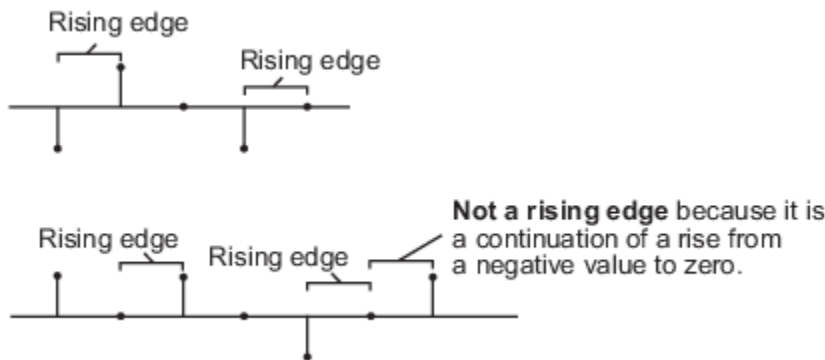 Rising edge
Rising edge
Not a rising edge because it is
a continuation of a rise from
a negative value to zero.
Rising edge
Rising edge